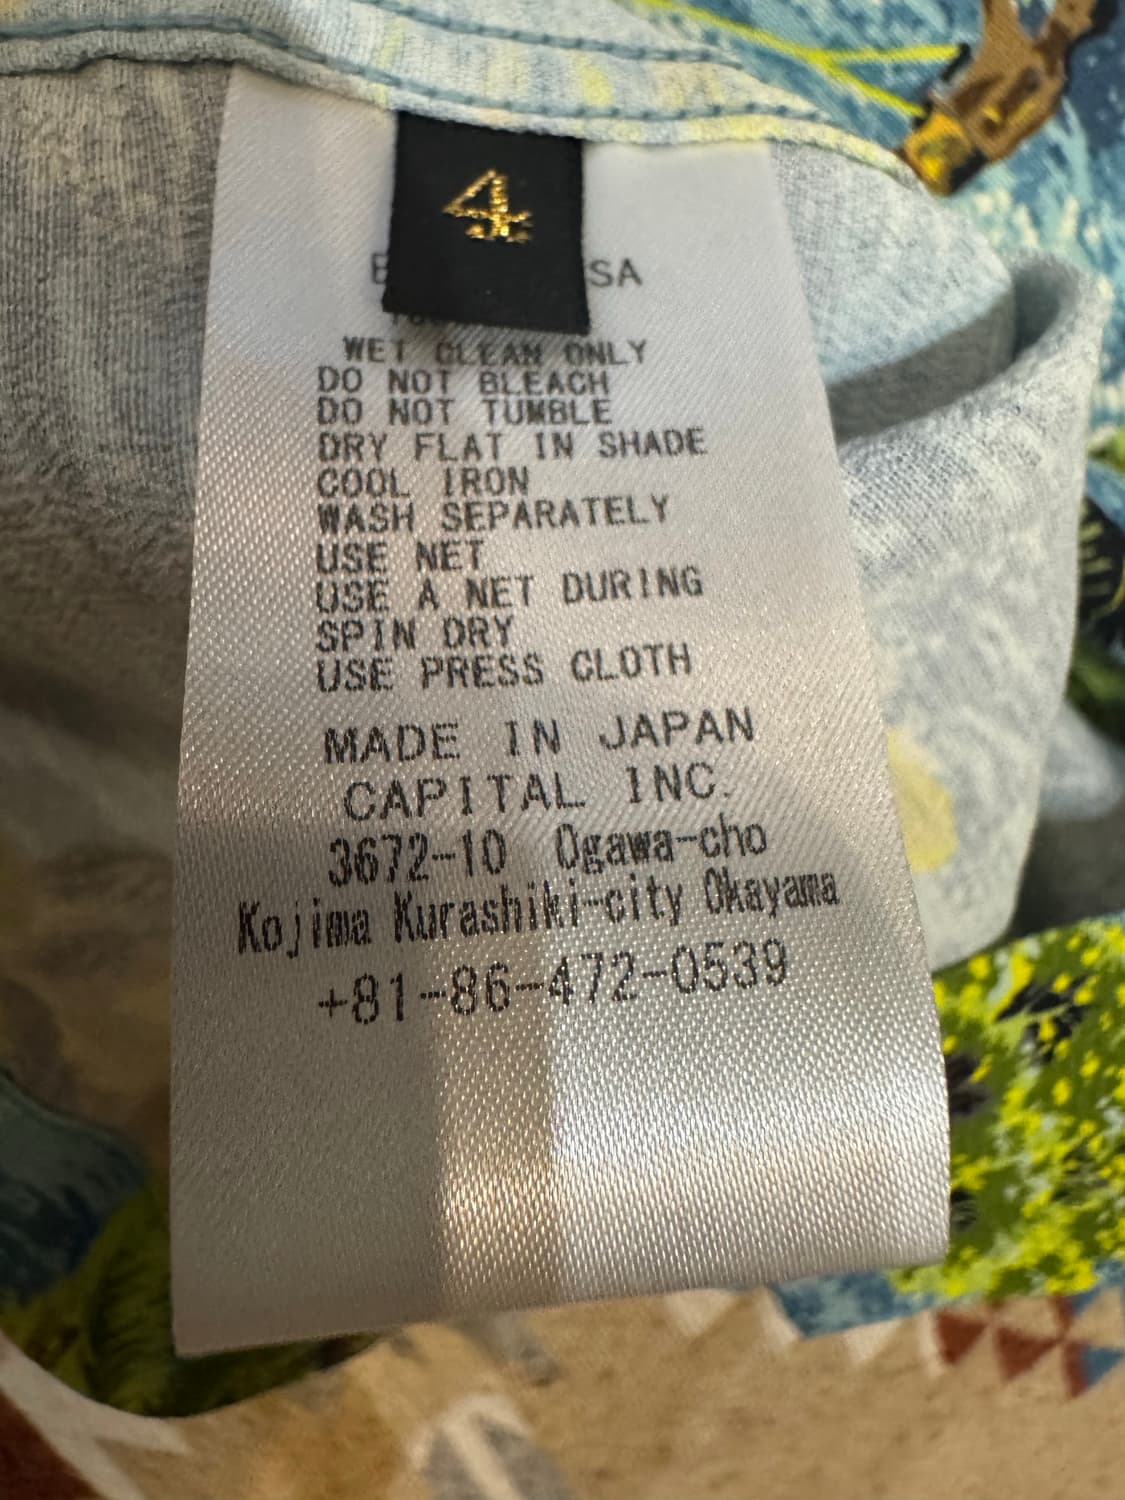 4
SA
WET CLEAN ONLY
DO NOT BLEACH
DO NOT TUMBLE
DRY FLAT IN SHADE
COOL IRON
WASH SEPARATELY
USE NET
USE A NET DURING
SPIN DRY
USE PRESS CLOTH
MADE IN JAPAN
CAPITAL INC.
3672-10 Ogawa-cho
Kojima Kurashiki-city Okayama
+81-86-472-0539